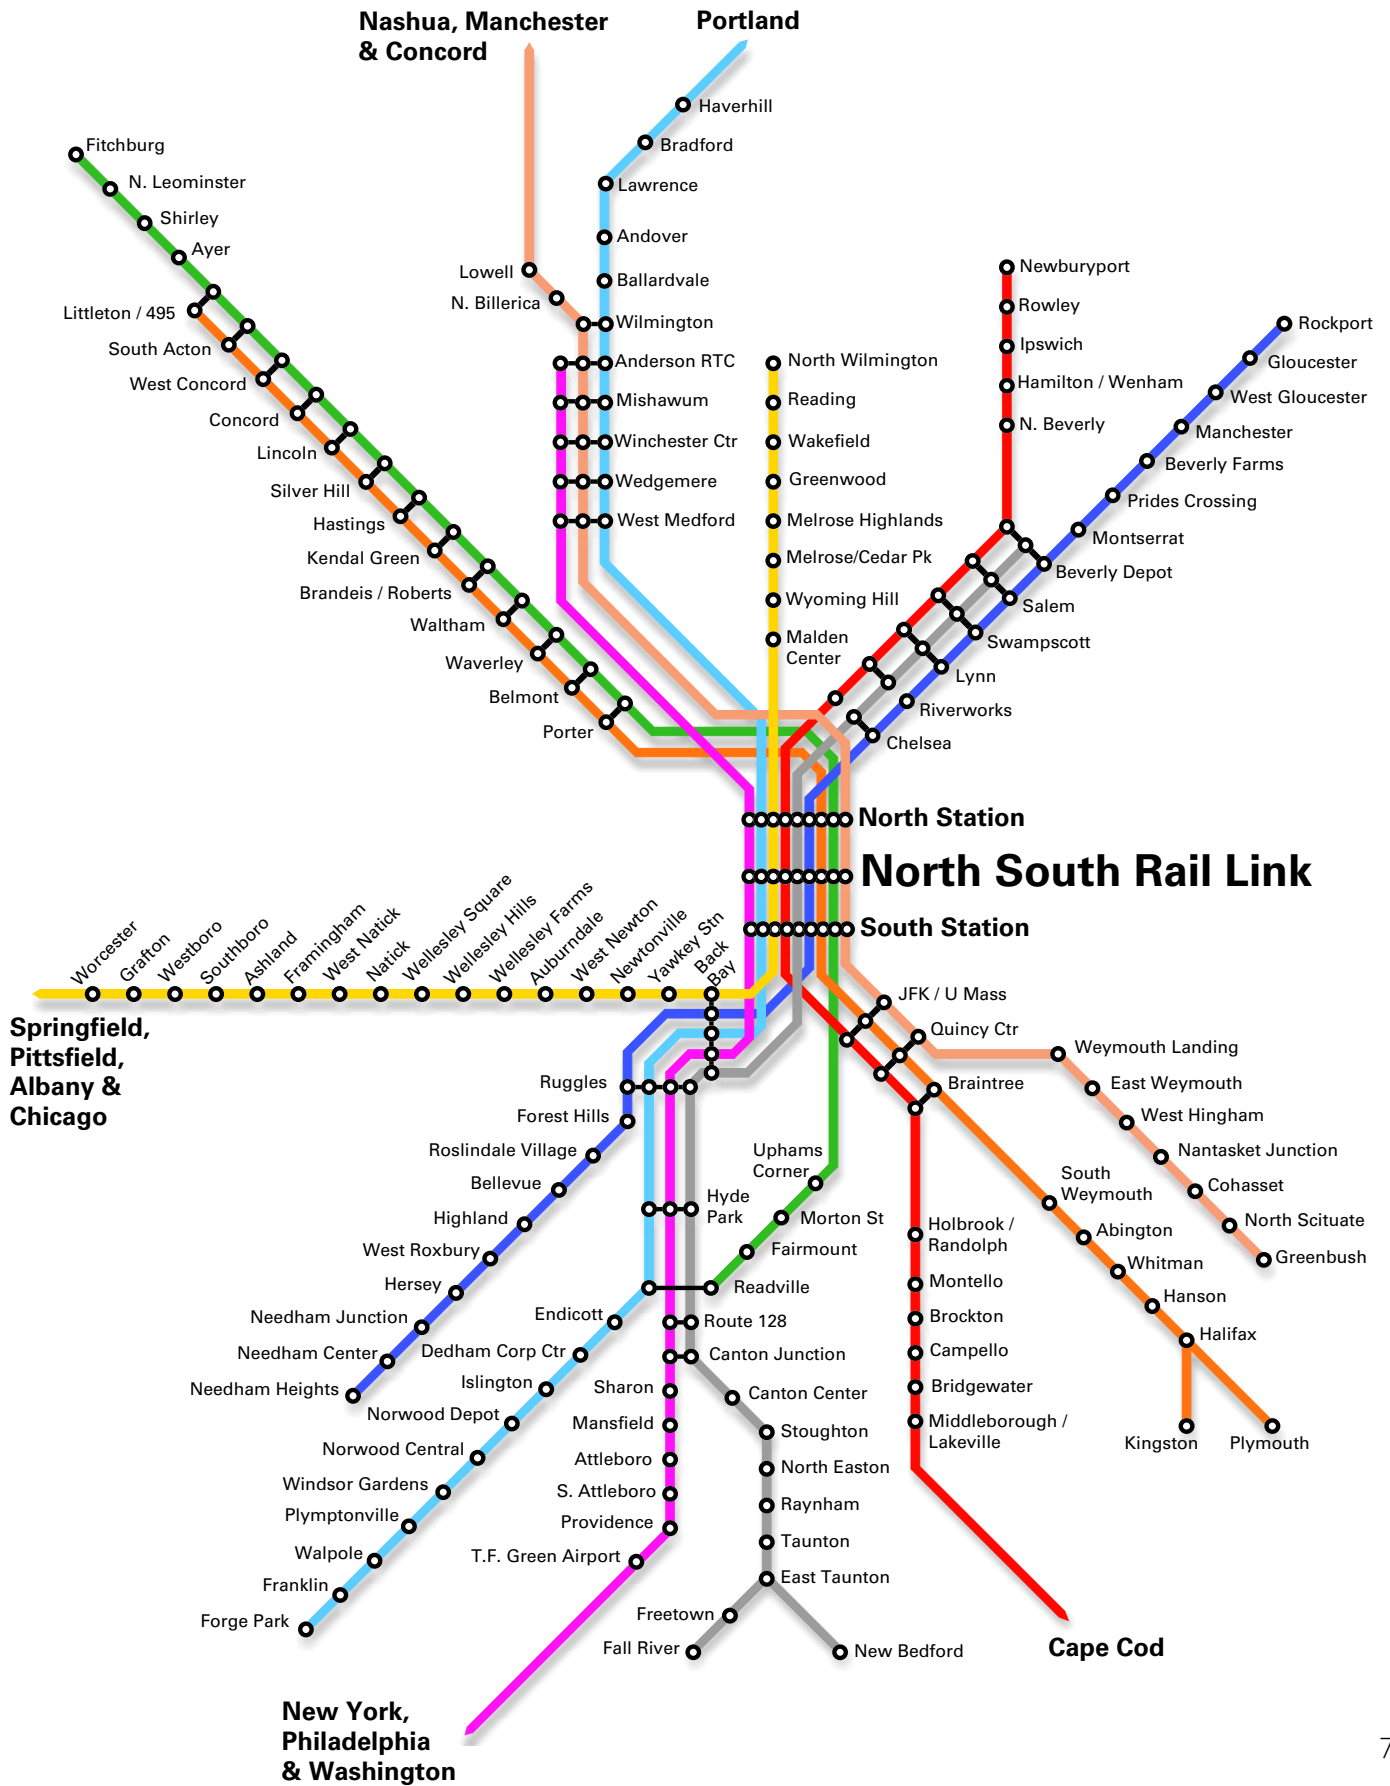 Nashua, Manchester
& Concord
Portland
Haverhill
Bradford
Lawrence
Andover
Ballardvale
Wilmington
Anderson RTC
Mishawum
Winchester Ctr
Wedgemere
West Medford
Lowell
N. Billerica
Fitchburg
N. Leominster
Shirley
Ayer
Littleton / 495
South Acton
West Concord
Concord
Lincoln
Silver Hill
Hastings
Kendal Green
Brandeis / Roberts
Waltham
Waverley
Belmont
Porter
North Wilmington
Reading
Wakefield
Greenwood
Melrose Highlands
Melrose/Cedar Pk
Wyoming Hill
Malden
Center
Newburyport
Rowley
Ipswich
Hamilton / Wenham
N. Beverly
Rockport
Gloucester
West Gloucester
Manchester
Beverly Farms
Prides Crossing
Montserrat
Beverly Depot
Salem
Swampscott
Lynn
Riverworks
Chelsea
North Station
North South Rail Link
South Station
Worcester
Grafton
Westboro
Southboro
Ashland
Framingham
West Natick
Natick
Wellesley Square
Wellesley Hills
Wellesley Farms
Auburndale
West Newton
Newtonville
Yawkey Stn
Back
Bay
Springfield,
Pittsfield,
Albany &
Chicago
Ruggles
Forest Hills
Roslindale Village
Bellevue
Highland
West Roxbury
Hersey
Needham Junction
Needham Center
Needham Heights
Hyde
Park
Uphams
Corner
Morton St
Fairmount
Readville
Endicott
Dedham Corp Ctr
Islington
Norwood Depot
Norwood Central
Windsor Gardens
Plymptonville
Walpole
Franklin
Forge Park
Route 128
Canton Junction
Sharon
Mansfield
Attleboro
S. Attleboro
Providence
T.F. Green Airport
New York,
Philadelphia
& Washington
Canton Center
Stoughton
North Easton
Raynham
Taunton
East Taunton
Freetown
Fall River
New Bedford
JFK / U Mass
Quincy Ctr
Braintree
Holbrook /
Randolph
Montello
Brockton
Campello
Bridgewater
Middleborough /
Lakeville
Cape Cod
Weymouth Landing
East Weymouth
West Hingham
Nantasket Junction
Cohasset
North Scituate
Greenbush
South
Weymouth
Abington
Whitman
Hanson
Halifax
Kingston
Plymouth
7